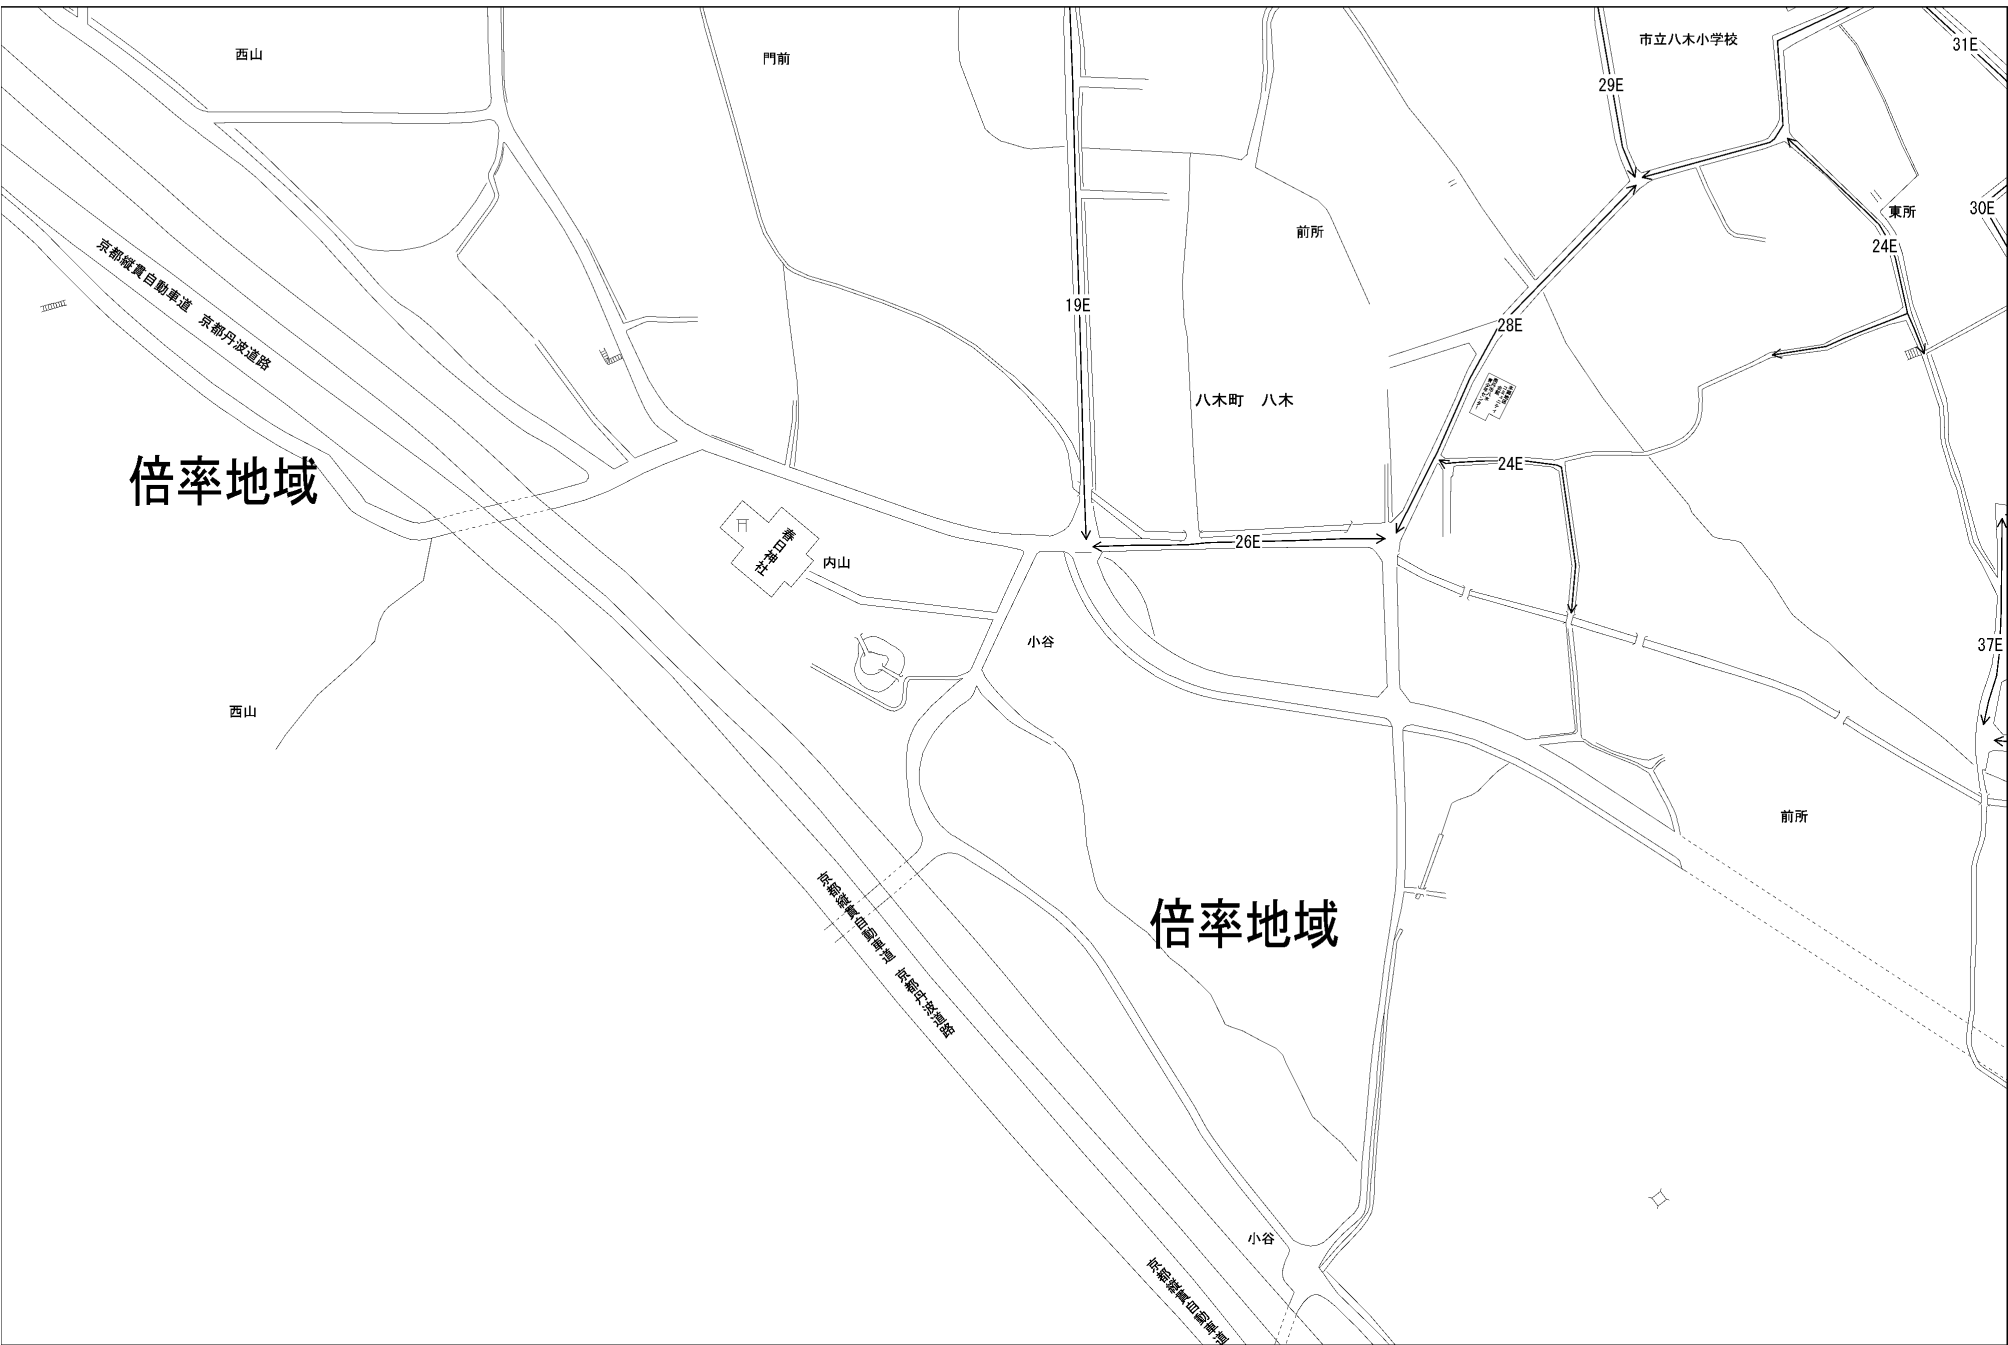 西山
門前
市立八木小学校
31E
29E
東所
30E
前所
24E
京都縦貫自動車道　京都丹波道路
19E
28E
八木町　八木
倍率地域
24E
春日神社
26E
内山
小谷
37E
西山
前所
京都縦貫自動車道　京都丹波道路
倍率地域
小谷
京都縦貫自動車道